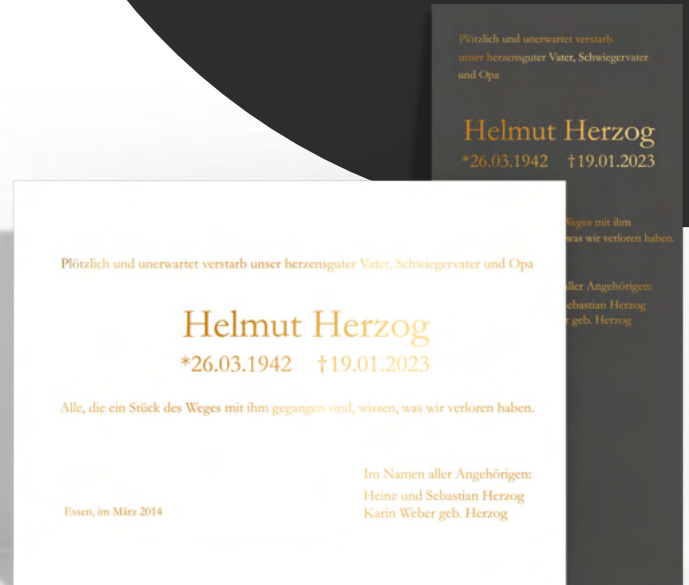 Plötzlich und unerwartet verstarb
unser herzensguter Vater, Schwiegervater
und Opa
Helmut Herzog
*26.03.1942 †19.01.2023
Weges mit ihm
was wir verloren haben.
aller Angehörigen:
ebastian Herzog
geb. Herzog
Plötzlich und unerwartet verstarb unser herzensguter Vater, Schwiegervater und Opa
Helmut Herzog
*26.03.1942 †19.01.2023
Alle, die ein Stück des Weges mit ihm gegangen sind, wissen, was wir verloren haben.
Im Namen aller Angehörigen:
Heinz und Sebastian Herzog
Karin Weber geb. Herzog
Essen, im März 2014